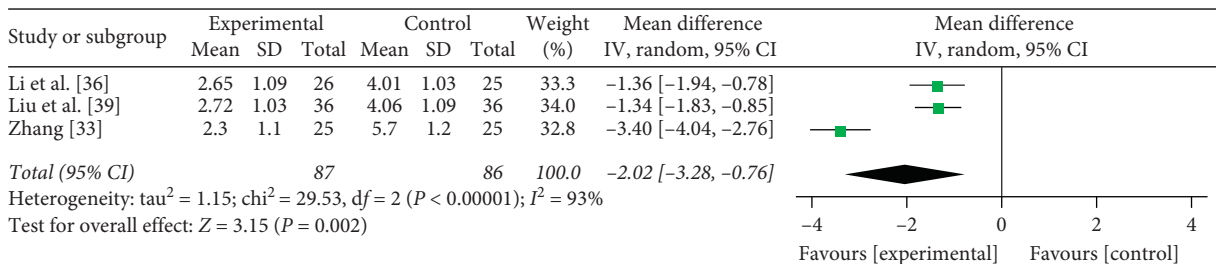 Study or subgroup Experimental Control Weight (%) Mean difference IV, random, 95% CI Mean difference IV, random, 95% CI
Mean SD Total Mean SD Total
Li et al. [36] 2.65 1.09 26 4.01 1.03 25 33.3 –1.36 [–1.94, –0.78]
Liu et al. [39] 2.72 1.03 36 4.06 1.09 36 34.0 –1.34 [–1.83, –0.85]
Zhang [33] 2.3 1.1 25 5.7 1.2 25 32.8 –3.40 [–4.04, –2.76]
Total (95% CI) 87 86 100.0 –2.02 [–3.28, –0.76]
Heterogeneity: tau² = 1.15; chi² = 29.53, df = 2 (P < 0.00001); I² = 93%
Test for overall effect: Z = 3.15 (P = 0.002)
–4 –2 0 2 4
Favours [experimental] Favours [control]